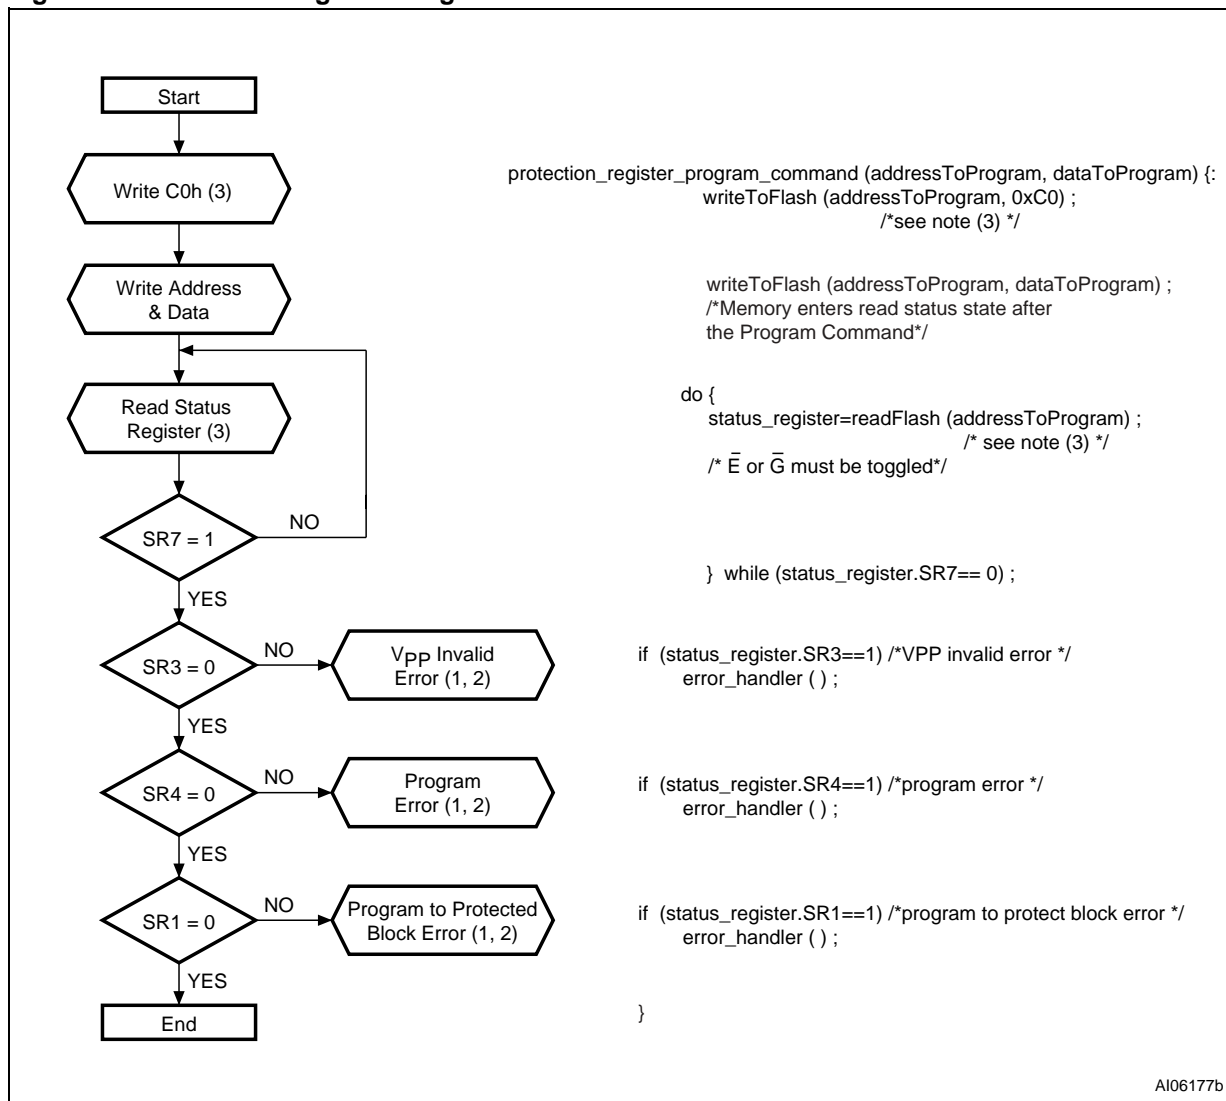 Start
Write C0h (3)
protection_register_program_command (addressToProgram, dataToProgram) {:
writeToFlash (addressToProgram, 0xC0) ;
/*see note (3) */
Write Address
& Data
writeToFlash (addressToProgram, dataToProgram) ;
/*Memory enters read status state after
the Program Command*/
Read Status
Register (3)
do {
status_register=readFlash (addressToProgram) ;
/* see note (3) */
/* E̅ or G̅ must be toggled*/
SR7 = 1
NO
} while (status_register.SR7== 0) ;
YES
SR3 = 0
NO
VPP Invalid
Error (1, 2)
if (status_register.SR3==1) /*VPP invalid error */
error_handler ( ) ;
YES
SR4 = 0
NO
Program
Error (1, 2)
if (status_register.SR4==1) /*program error */
error_handler ( ) ;
YES
SR1 = 0
NO
Program to Protected
Block Error (1, 2)
if (status_register.SR1==1) /*program to protect block error */
error_handler ( ) ;
YES
End
}
AI06177b